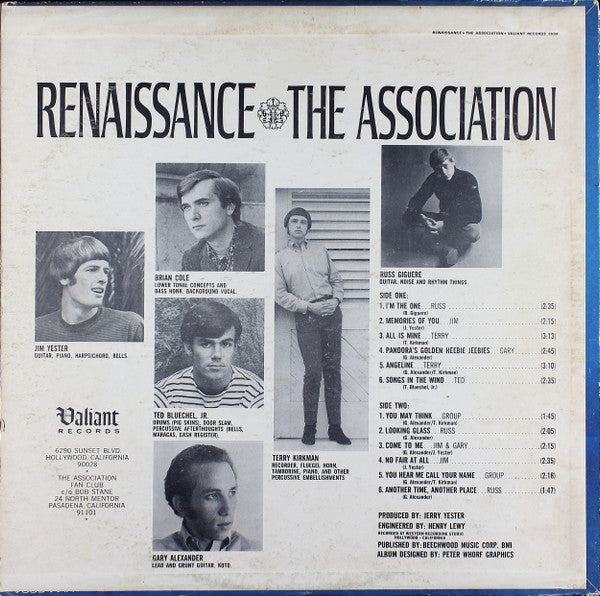 RENAISSANCE • THE ASSOCIATION • VALIANT RECORDS 5004
RENAISSANCE THE ASSOCIATION
JIM YESTER
GUITAR, PIANO, HARPSICHORD, BELLS.
BRIAN COLE
LOWER TONAL CONCEPTS AND
BASS HONK, BACKGROUND VOCAL.
TED BLUECHEL, JR.
DRUMS (PIG SKINS), DOOR SLAM,
PERCUSSIVE AFTERTHOUGHTS (BELLS,
MARACAS, CASH REGISTER).
GARY ALEXANDER
LEAD AND GRUNT GUITAR, KOTO.
TERRY KIRKMAN
RECORDER, FLUEGEL HORN,
TAMBORINE, PIANO, AND OTHER
PERCUSSIVE EMBELLISHMENTS
RUSS GIGUERE
GUITAR, NOISE AND RHYTHM THINGS.
SIDE ONE:
1. I'M THE ONE RUSS (2:35)
(R. Giguere)
2. MEMORIES OF YOU JIM (2:15)
(J. Yester)
3. ALL IS MINE TERRY (3:13)
(T. Kirkman)
4. PANDORA'S GOLDEN HEEBIE JEEBIES GARY (2:45)
(G. Alexander)
5. ANGELINE TERRY (3:10)
(G. Alexander/T. Kirkman)
6. SONGS IN THE WIND TED (2:35)
(T. Bluechel, Jr.)
SIDE TWO:
1. YOU MAY THINK GROUP (1:45)
(G. Alexander/T. Kirkman)
2. LOOKING GLASS RUSS (2:05)
(G. Alexander)
3. COME TO ME JIM & GARY (2:15)
(G. Alexander/J. Yester)
4. NO FAIR AT ALL JIM (2:35)
(J. Yester)
5. YOU HEAR ME CALL YOUR NAME GROUP (2:18)
(G. Alexander/T. Kirkman)
6. ANOTHER TIME, ANOTHER PLACE RUSS (1:47)
(G. Alexander)
PRODUCED BY: JERRY YESTER
ENGINEERED BY: HENRY LEWY
RECORDED AT WESTERN RECORDING STUDIO
HOLLYWOOD - CALIFORNIA
PUBLISHED BY: BEECHWOOD MUSIC CORP. BMI
ALBUM DESIGNED BY: PETER WHORF GRAPHICS
Valiant
RECORDS
6290 SUNSET BLVD.
HOLLYWOOD, CALIFORNIA
90028
THE ASSOCIATION
FAN CLUB
c/o BOB STANE
24 NORTH MENTOR
PASADENA, CALIFORNIA
91101